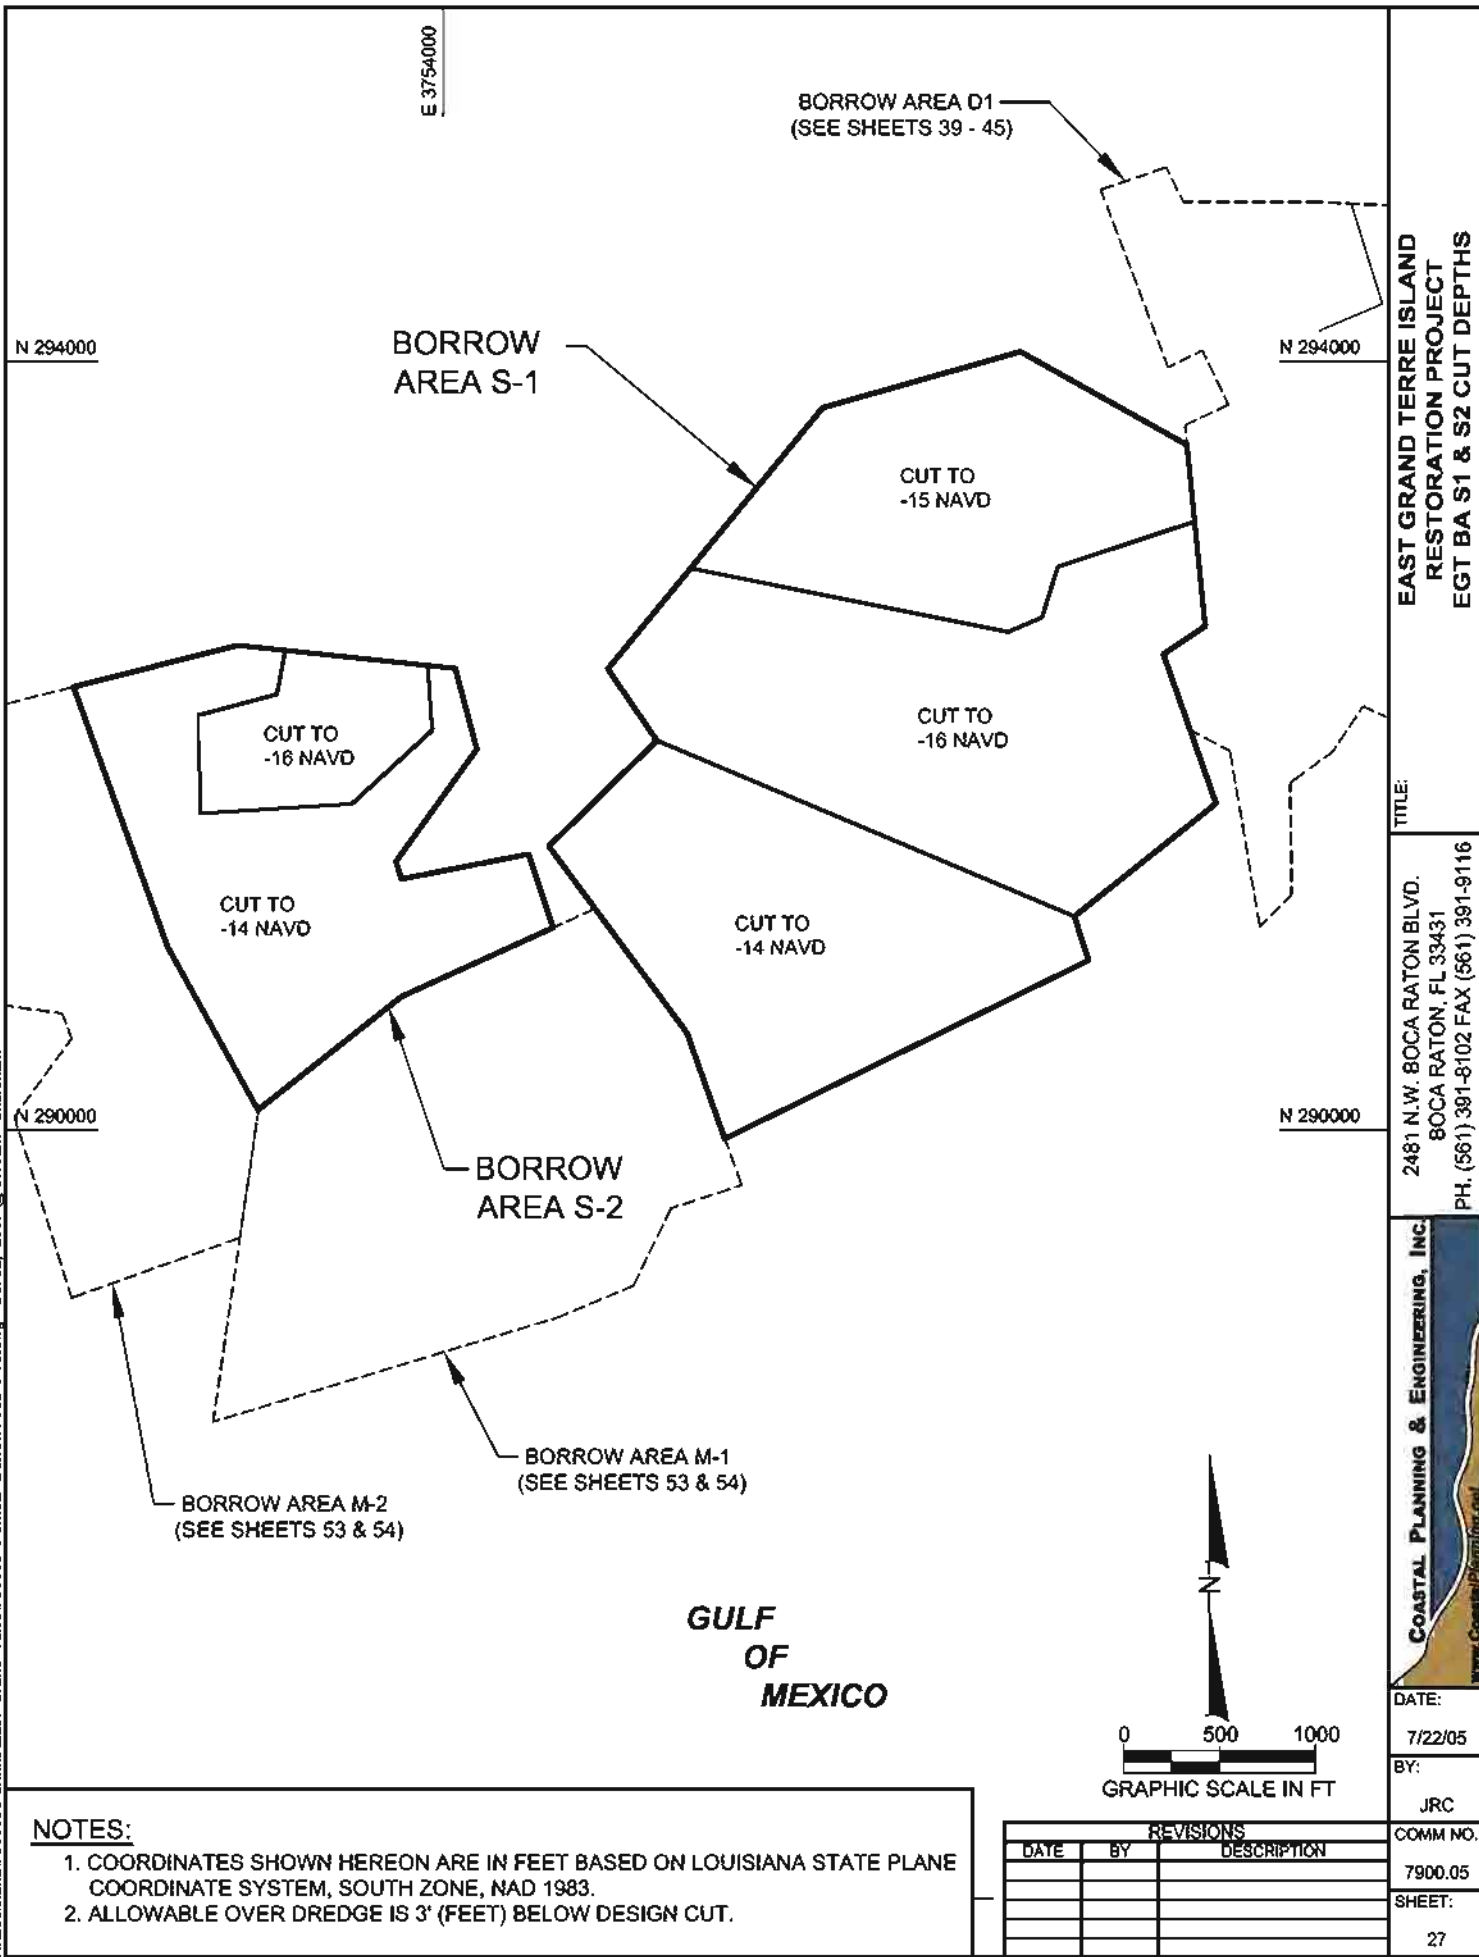 E 3754000
BORROW AREA D1
(SEE SHEETS 39 - 45)
N 294000
BORROW
AREA S-1
N 294000
CUT TO
-15 NAVD
CUT TO
-16 NAVD
CUT TO
-16 NAVD
CUT TO
-14 NAVD
CUT TO
-14 NAVD
N 290000
N 290000
BORROW
AREA S-2
BORROW AREA M-1
(SEE SHEETS 53 & 54)
BORROW AREA M-2
(SEE SHEETS 53 & 54)
GULF
OF
MEXICO
N
0 500 1000
GRAPHIC SCALE IN FT
NOTES:
1. COORDINATES SHOWN HEREON ARE IN FEET BASED ON LOUISIANA STATE PLANE
COORDINATE SYSTEM, SOUTH ZONE, NAD 1983.
2. ALLOWABLE OVER DREDGE IS 3' (FEET) BELOW DESIGN CUT.
REVISIONS
DATE BY DESCRIPTION
TITLE:
EAST GRAND TERRE ISLAND
RESTORATION PROJECT
EGT BA S1 & S2 CUT DEPTHS
2481 N.W. BOCA RATON BLVD.
BOCA RATON, FL 33431
PH. (561) 391-8102 FAX (561) 391-9116
COASTAL PLANNING & ENGINEERING, INC.
DATE:
7/22/05
BY:
JRC
COMM NO.
7900.05
SHEET:
27